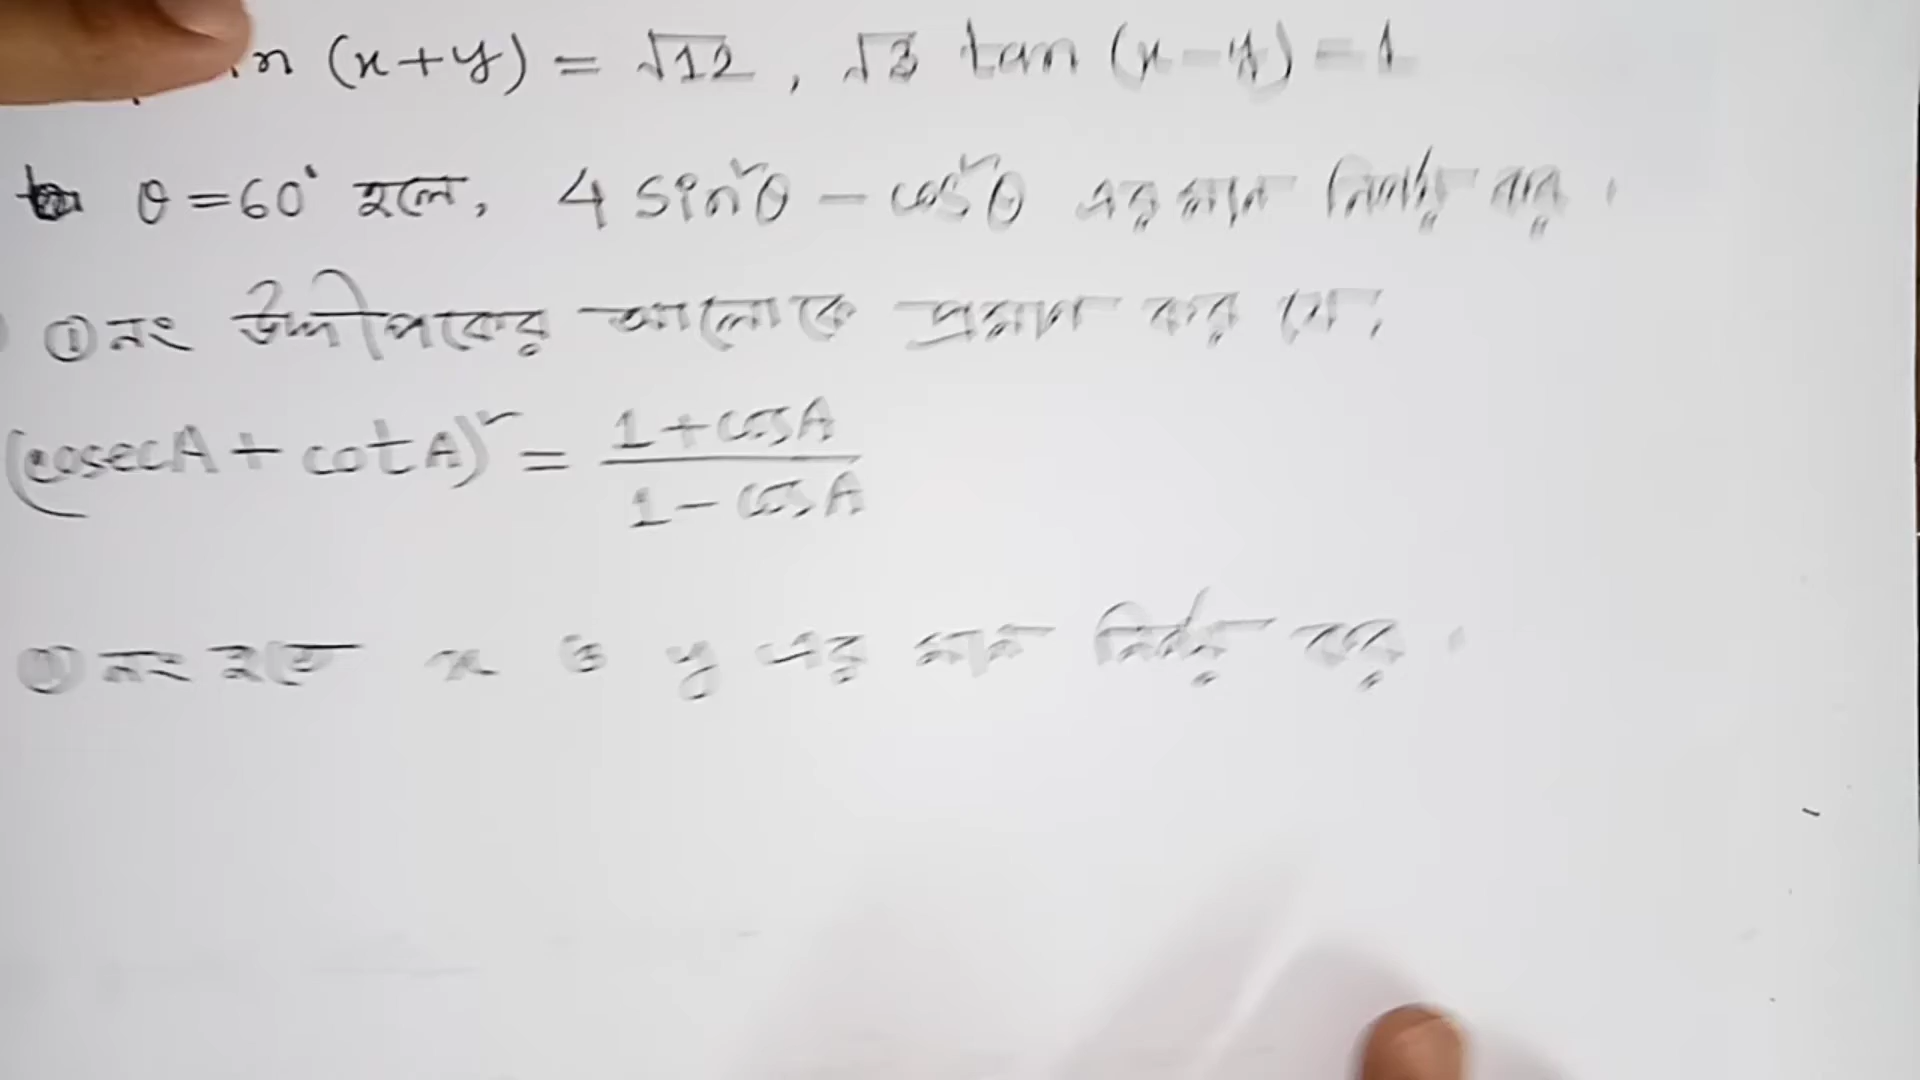 n (x+y) = √12 , √3 tan (x-y) = 1
θ = 60° হলে, 4 sin²θ - cos²θ এর মান নির্ণয় কর ।
① নং উদ্দীপকের আলোকে প্রমাণ কর যে,
(cosecA + cotA)² = (1+cosA)/(1-cosA)
নং হতে x ও y এর মান নির্ণয় কর ।